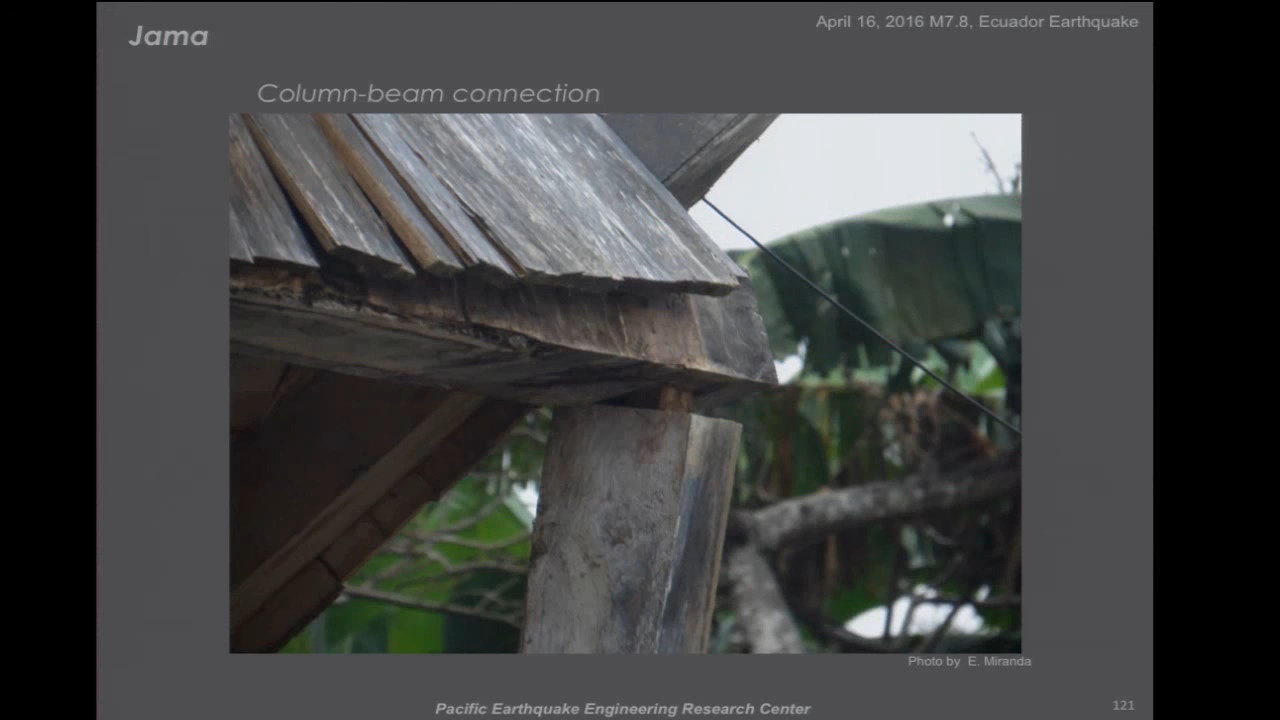 Jama
April 16, 2016 M7.8, Ecuador Earthquake
Column-beam connection
Photo by E. Miranda
Pacific Earthquake Engineering Research Center
121